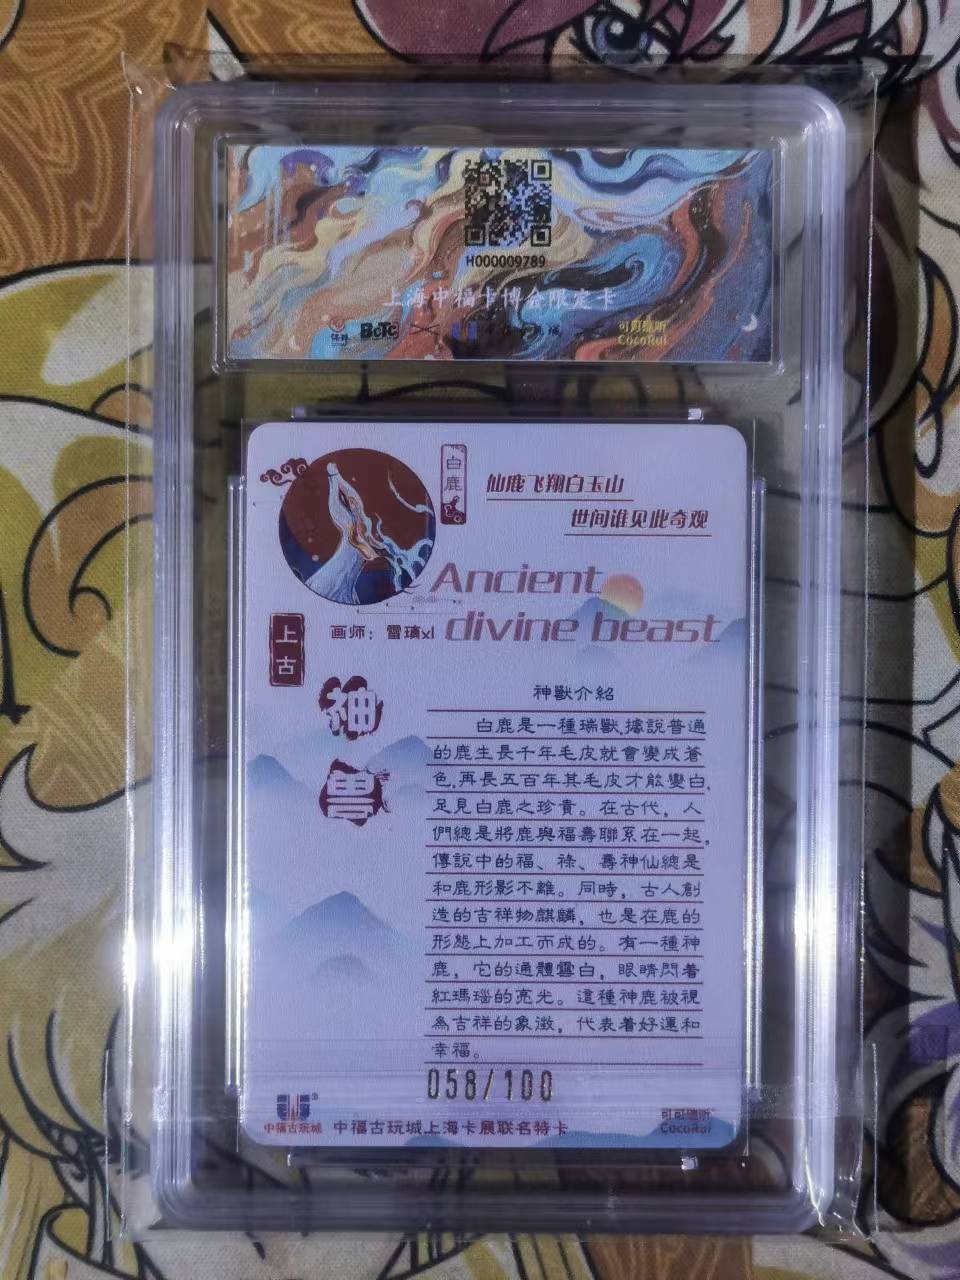 H000009789
上海中福卡博会限定卡
BCTC
可可瑞昕
CocoRui
白鹿
仙鹿飞翔白玉山
世间谁见此奇观
Ancient
divine beast
上古
画师：雪璃xl
神兽
神獸介紹
白鹿是一種瑞獸,據說普通
的鹿生長千年毛皮就會變成蒼
色,再長五百年其毛皮才能變白,
足見白鹿之珍貴。在古代，人
們總是將鹿與福壽聯系在一起,
傳說中的福、祿、壽神仙總是
和鹿形影不離。同時，古人創
造的吉祥物麒麟，也是在鹿的
形態上加工而成的。有一種神
鹿，它的通體雪白，眼睛閃着
紅瑪瑙的亮光。這種神鹿被視
為吉祥的象徵，代表着好運和
幸福。
058/100
中福古玩城
中福古玩城上海卡展联名特卡
可可瑞昕
CocoRui